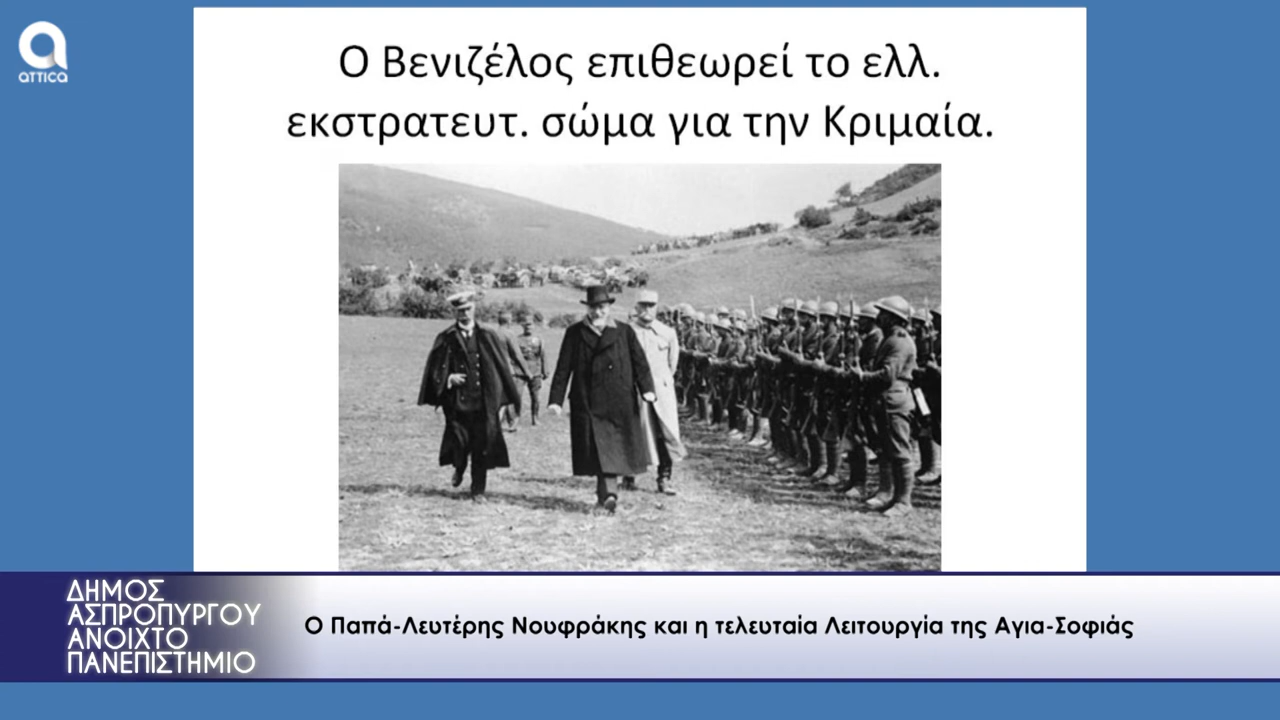 αττica
Ο Βενιζέλος επιθεωρεί το ελλ.
εκστρατευτ. σώμα για την Κριμαία.
ΔΗΜΟΣ
ΑΣΠΡΟΠΥΡΓΟΥ
ΑΝΟΙΧΤΟ
ΠΑΝΕΠΙΣΤΗΜΙΟ
Ο Παπά-Λευτέρης Νουφράκης και η τελευταία Λειτουργία της Αγια-Σοφιάς